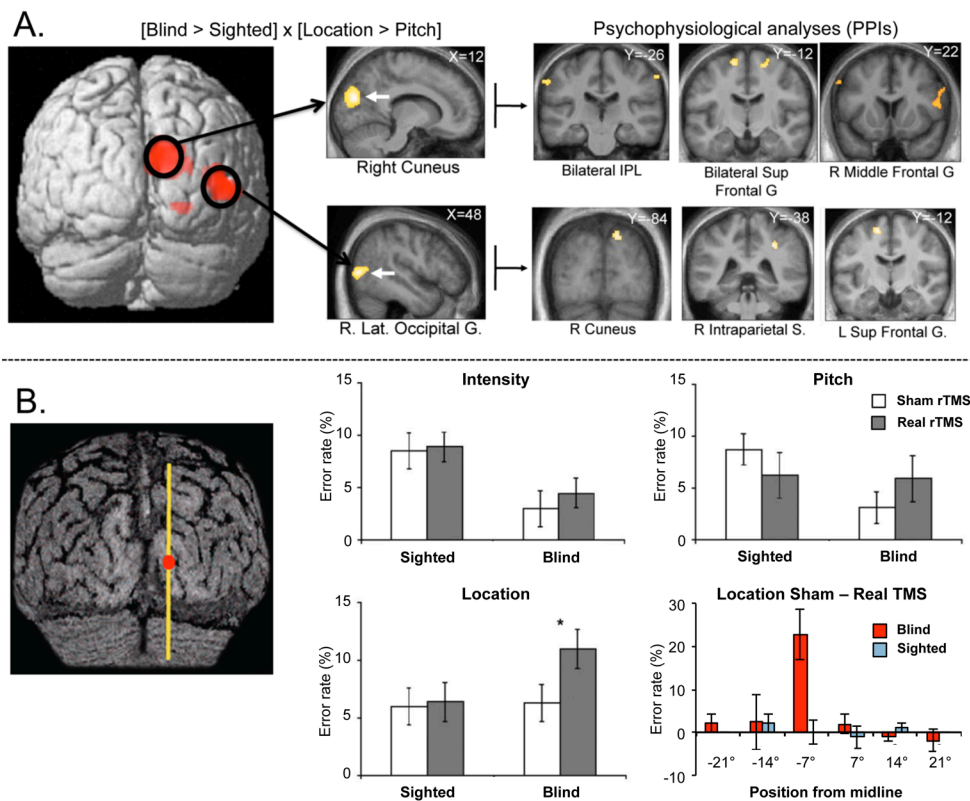 A.
[Blind > Sighted] x [Location > Pitch]
Psychophysiological analyses (PPIs)
X=12
Y=-26
Y=-12
Y=22
Right Cuneus
Bilateral IPL
Bilateral Sup
Frontal G
R Middle Frontal G
X=48
Y=-84
Y=-38
Y=-12
R. Lat. Occipital G.
R Cuneus
R Intraparietal S.
L Sup Frontal G.
B.
Intensity
Error rate (%)
15
10
5
0
Sighted
Blind
Pitch
Sham rTMS
Real rTMS
Error rate (%)
15
10
5
0
Sighted
Blind
Location
Error rate (%)
15
10
5
0
*
Sighted
Blind
Location Sham – Real TMS
Blind
Sighted
Error rate (%)
30
20
10
0
-10
-21° -14° -7° 7° 14° 21°
Position from midline